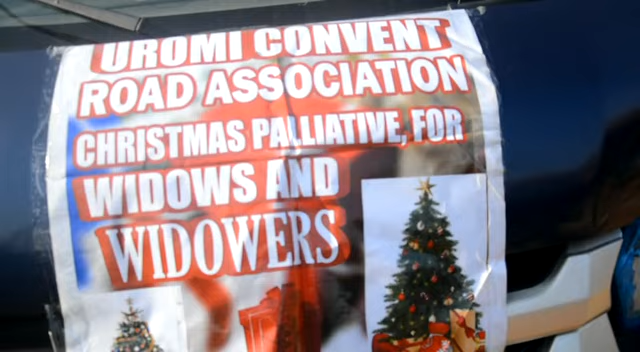 UROMI CONVENT
ROAD ASSOCIATION
CHRISTMAS PALLIATIVE, FOR
WIDOWS AND
WIDOWERS